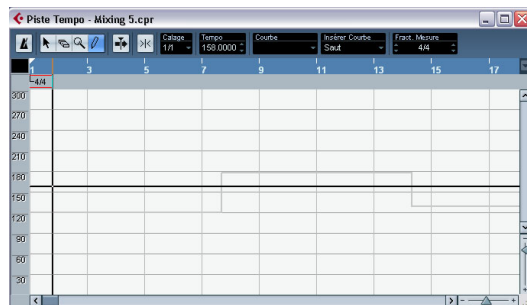 Piste Tempo - Mixing 5.cpr
Calage Tempo Courbe Insérer Courbe Fract. Mesure
1/1 158.0000 Saut 4/4
1 3 5 7 9 11 13 15 17
4/4
300
270
240
210
180
150
120
90
60
30